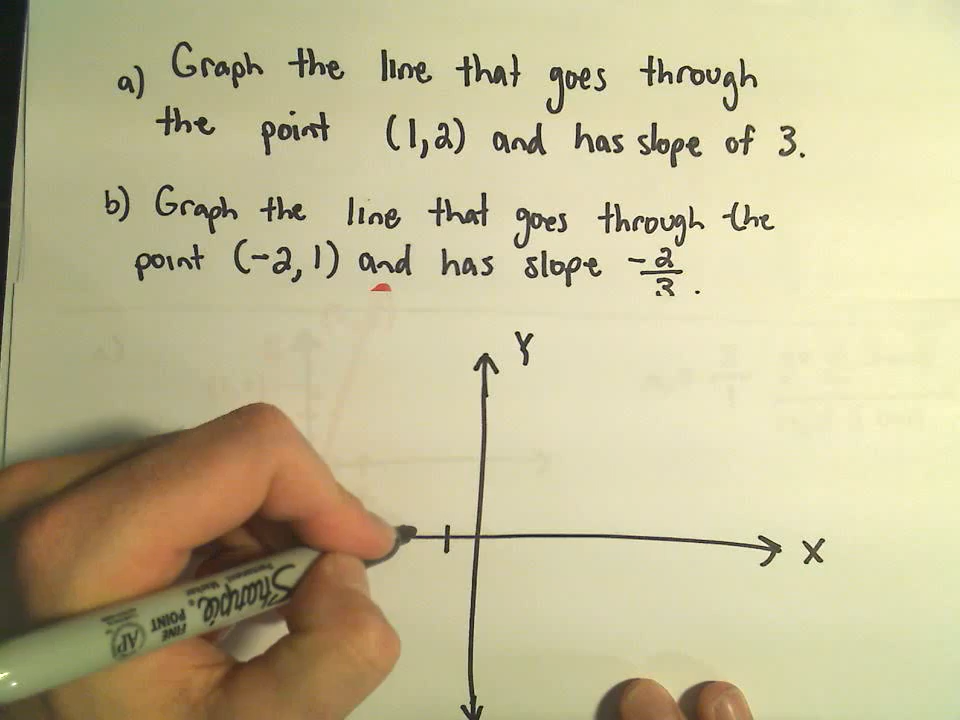 a) Graph the line that goes through
the point (1,2) and has slope of 3.
b) Graph the line that goes through the
point (-2,1) and has slope -2/3.
Y
X
Sharpie.
FINE
POINT
AP